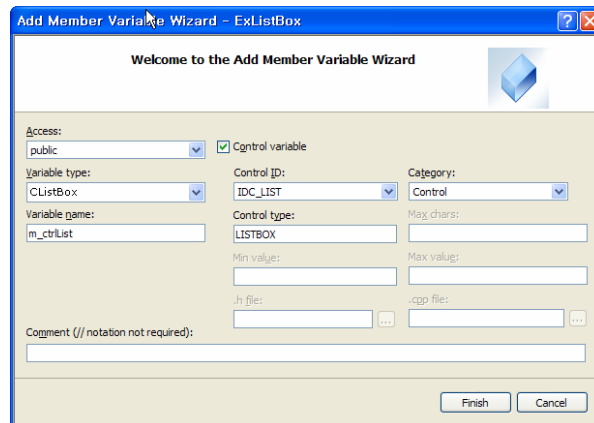 Add Member Variable Wizard - ExListBox
Welcome to the Add Member Variable Wizard
Access:
public
Control variable
Variable type:
CListBox
Control ID:
IDC_LIST
Category:
Control
Variable name:
m_ctrlList
Control type:
LISTBOX
Max chars:
Min value:
Max value:
.h file:
...
.cpp file:
...
Comment (// notation not required):
Finish
Cancel